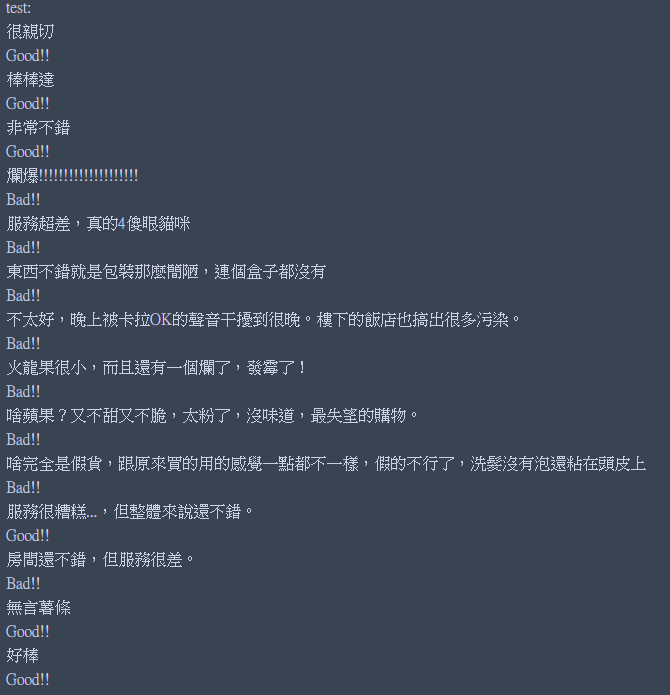 test:
很親切
Good!!
棒棒達
Good!!
非常不錯
Good!!
爛爆!!!!!!!!!!!!!!!!!!!!
Bad!!
服務超差，真的4傻眼貓咪
Bad!!
東西不錯就是包裝那麼簡陋，連個盒子都沒有
Bad!!
不太好，晚上被卡拉OK的聲音干擾到很晚。樓下的飯店也搞出很多污染。
Bad!!
火龍果很小，而且還有一個爛了，發霉了！
Bad!!
啥蘋果？又不甜又不脆，太粉了，沒味道，最失望的購物。
Bad!!
啥完全是假貨，跟原來買的用的感覺一點都不一樣，假的不行了，洗髮沒有泡還粘在頭皮上
Bad!!
服務很糟糕...，但整體來說還不錯。
Good!!
房間還不錯，但服務很差。
Bad!!
無言薯條
Good!!
好棒
Good!!